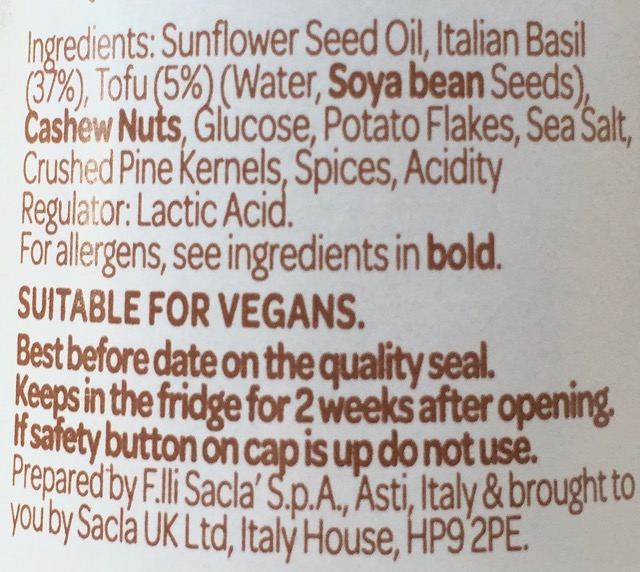 Ingredients: Sunflower Seed Oil, Italian Basil
(37%), Tofu (5%) (Water, Soya bean Seeds),
Cashew Nuts, Glucose, Potato Flakes, Sea Salt,
Crushed Pine Kernels, Spices, Acidity
Regulator: Lactic Acid.
For allergens, see ingredients in bold.
SUITABLE FOR VEGANS.
Best before date on the quality seal.
Keeps in the fridge for 2 weeks after opening.
If safety button on cap is up do not use.
Prepared by F.lli Sacla' S.p.A., Asti, Italy & brought to
you by Sacla UK Ltd, Italy House, HP9 2PE.